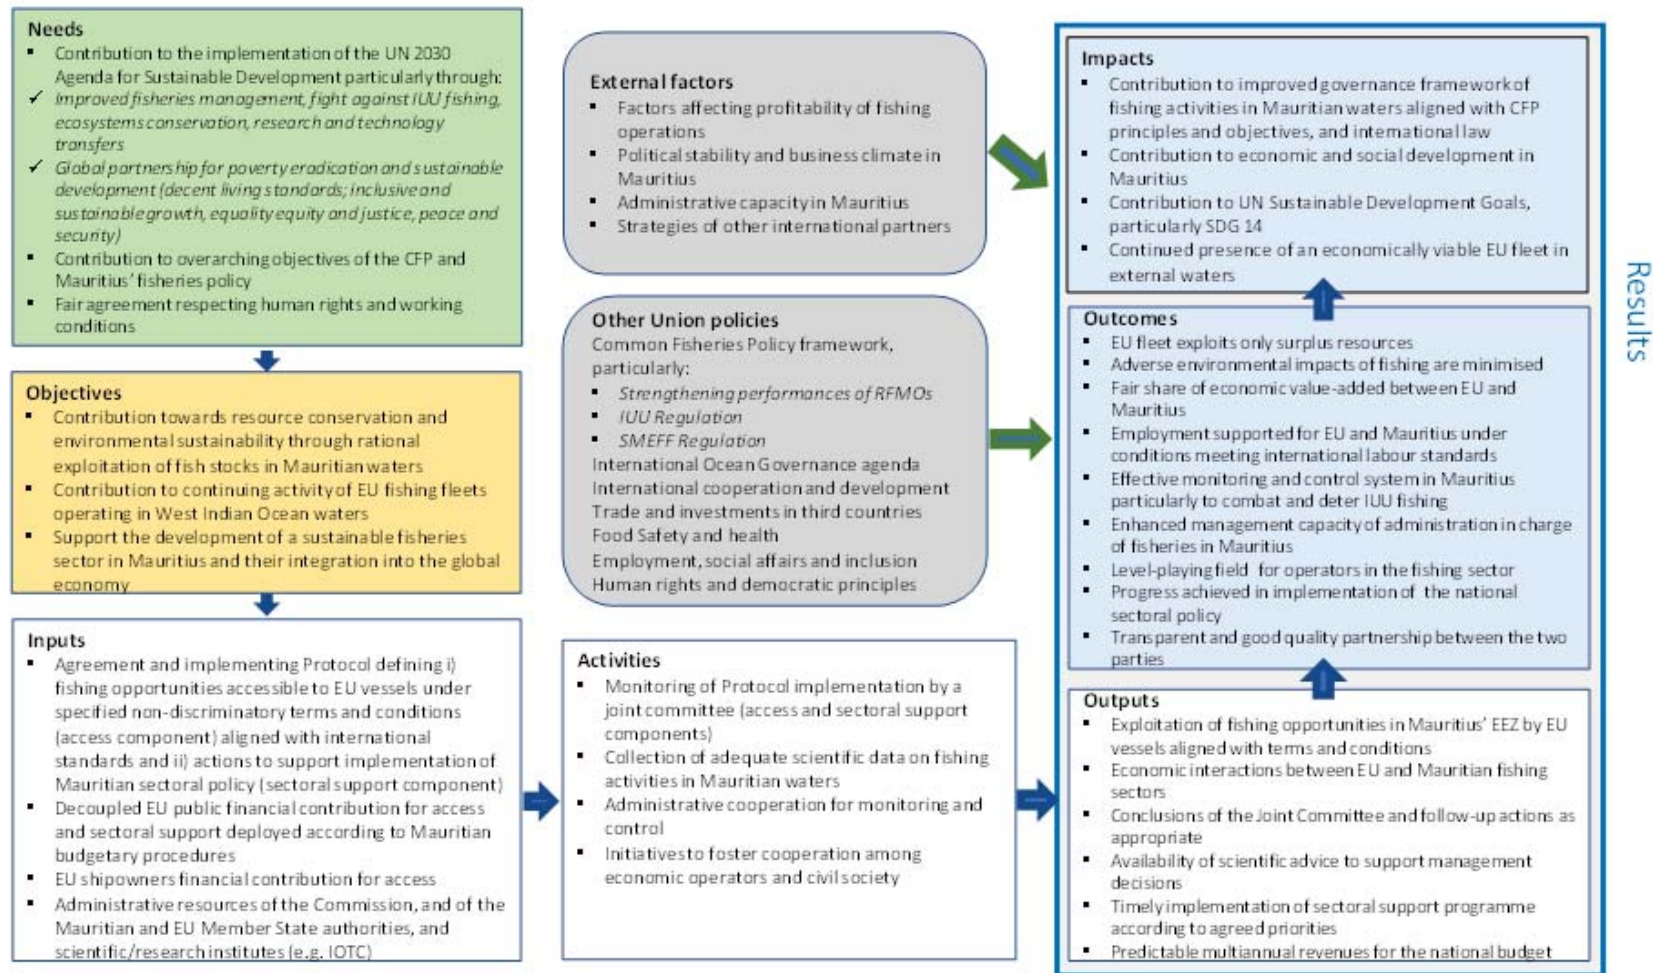 Needs
▪ Contribution to the implementation of the UN 2030
Agenda for Sustainable Development particularly through:
✓ Improved fisheries management, fight against IUU fishing,
ecosystems conservation, research and technology
transfers
✓ Global partnership for poverty eradication and sustainable
development (decent living standards; inclusive and
sustainable growth, equality equity and justice, peace and
security)
▪ Contribution to overarching objectives of the CFP and
Mauritius' fisheries policy
▪ Fair agreement respecting human rights and working
conditions
Objectives
▪ Contribution towards resource conservation and
environmental sustainability through rational
exploitation of fish stocks in Mauritian waters
▪ Contribution to continuing activity of EU fishing fleets
operating in West Indian Ocean waters
▪ Support the development of a sustainable fisheries
sector in Mauritius and their integration into the global
economy
Inputs
▪ Agreement and implementing Protocol defining i)
fishing opportunities accessible to EU vessels under
specified non-discriminatory terms and conditions
(access component) aligned with international
standards and ii) actions to support implementation of
Mauritian sectoral policy (sectoral support component)
▪ Decoupled EU public financial contribution for access
and sectoral support deployed according to Mauritian
budgetary procedures
▪ EU shipowners financial contribution for access
▪ Administrative resources of the Commission, and of the
Mauritian and EU Member State authorities, and
scientific/research institutes (e.g. IOTC)
External factors
▪ Factors affecting profitability of fishing
operations
▪ Political stability and business climate in
Mauritius
▪ Administrative capacity in Mauritius
▪ Strategies of other international partners
Other Union policies
Common Fisheries Policy framework,
particularly:
▪ Strengthening performances of RFMOs
▪ IUU Regulation
▪ SMEFF Regulation
International Ocean Governance agenda
International cooperation and development
Trade and investments in third countries
Food Safety and health
Employment, social affairs and inclusion
Human rights and democratic principles
Activities
▪ Monitoring of Protocol implementation by a
joint committee (access and sectoral support
components)
▪ Collection of adequate scientific data on fishing
activities in Mauritian waters
▪ Administrative cooperation for monitoring and
control
▪ Initiatives to foster cooperation among
economic operators and civil society
Impacts
▪ Contribution to improved governance framework of
fishing activities in Mauritian waters aligned with CFP
principles and objectives, and international law
▪ Contribution to economic and social development in
Mauritius
▪ Contribution to UN Sustainable Development Goals,
particularly SDG 14
▪ Continued presence of an economically viable EU fleet in
external waters
Outcomes
▪ EU fleet exploits only surplus resources
▪ Adverse environmental impacts of fishing are minimised
▪ Fair share of economic value-added between EU and
Mauritius
▪ Employment supported for EU and Mauritius under
conditions meeting international labour standards
▪ Effective monitoring and control system in Mauritius
particularly to combat and deter IUU fishing
▪ Enhanced management capacity of administration in charge
of fisheries in Mauritius
▪ Level-playing field for operators in the fishing sector
▪ Progress achieved in implementation of the national
sectoral policy
▪ Transparent and good quality partnership between the two
parties
Outputs
▪ Exploitation of fishing opportunities in Mauritius' EEZ by EU
vessels aligned with terms and conditions
▪ Economic interactions between EU and Mauritian fishing
sectors
▪ Conclusions of the Joint Committee and follow-up actions as
appropriate
▪ Availability of scientific advice to support management
decisions
▪ Timely implementation of sectoral support programme
according to agreed priorities
▪ Predictable multiannual revenues for the national budget
Results